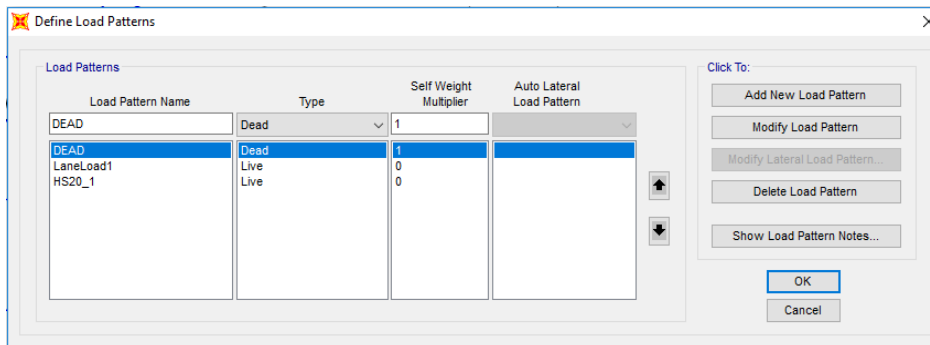 Define Load Patterns
Load Patterns
Click To:
Load Pattern Name
Type
Self Weight
Multiplier
Auto Lateral
Load Pattern
DEAD
Dead
1
DEAD
Dead
1
LaneLoad1
Live
0
HS20_1
Live
0
Add New Load Pattern
Modify Load Pattern
Modify Lateral Load Pattern...
Delete Load Pattern
Show Load Pattern Notes...
OK
Cancel